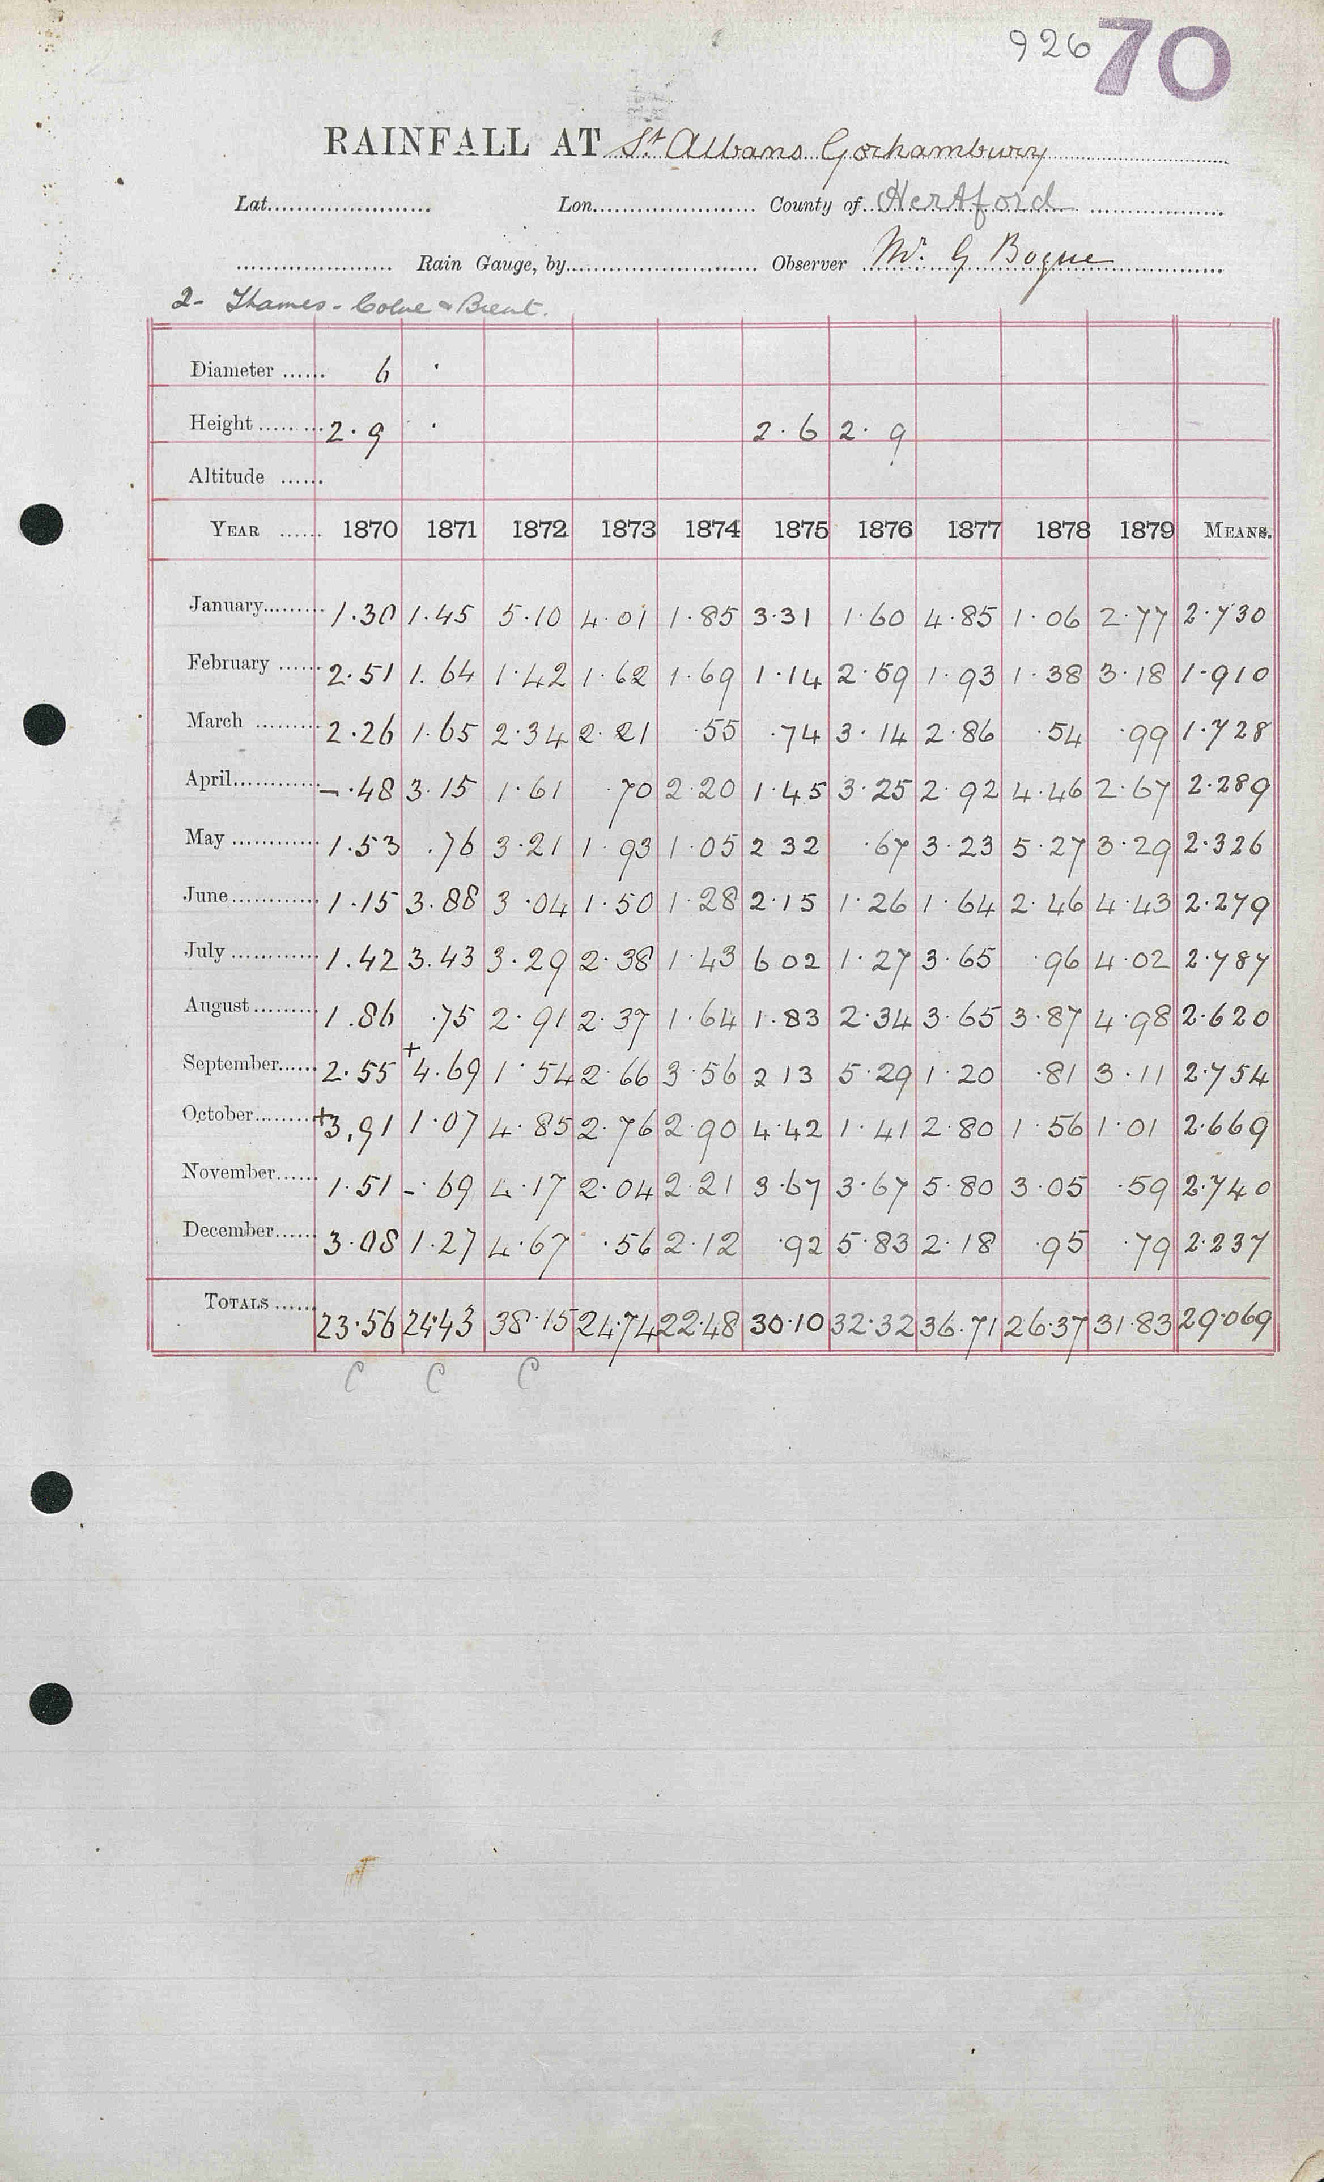 926 70
RAINFALL AT St Albans Gorhambury
Lat. Lon. County of Hertford
Rain Gauge, by Observer Mr. G Bogue
2- Thames - Colne & Brent.
Diameter 6 ·
Height 2.9 · 2.6 2.9
Altitude
YEAR 1870 1871 1872 1873 1874 1875 1876 1877 1878 1879 MEANS.
January 1.30 1.45 5.10 4.01 1.85 3.31 1.60 4.85 1.06 2.77 2.730
February 2.51 1.64 1.42 1.62 1.69 1.14 2.59 1.93 1.38 3.18 1.910
March 2.26 1.65 2.34 2.21 .55 .74 3.14 2.86 .54 .99 1.728
April -.48 3.15 1.61 .70 2.20 1.45 3.25 2.92 4.46 2.67 2.289
May 1.53 .76 3.21 1.93 1.05 2.32 .67 3.23 5.27 3.29 2.326
June 1.15 3.88 3.04 1.50 1.28 2.15 1.26 1.64 2.46 4.43 2.279
July 1.42 3.43 3.29 2.38 1.43 6.02 1.27 3.65 .96 4.02 2.787
August 1.86 .75 2.91 2.37 1.64 1.83 2.34 3.65 3.87 4.98 2.620
September 2.55 +4.69 1.54 2.66 3.56 2.13 5.29 1.20 .81 3.11 2.754
October +3.91 1.07 4.85 2.76 2.90 4.42 1.41 2.80 1.56 1.01 2.669
November 1.51 -.69 4.17 2.04 2.21 3.67 3.67 5.80 3.05 .59 2.740
December 3.08 1.27 4.67 .56 2.12 .92 5.83 2.18 .95 .79 2.237
TOTALS 23.56 24.43 38.15 24.74 22.48 30.10 32.32 36.71 26.37 31.83 29.069
C C C